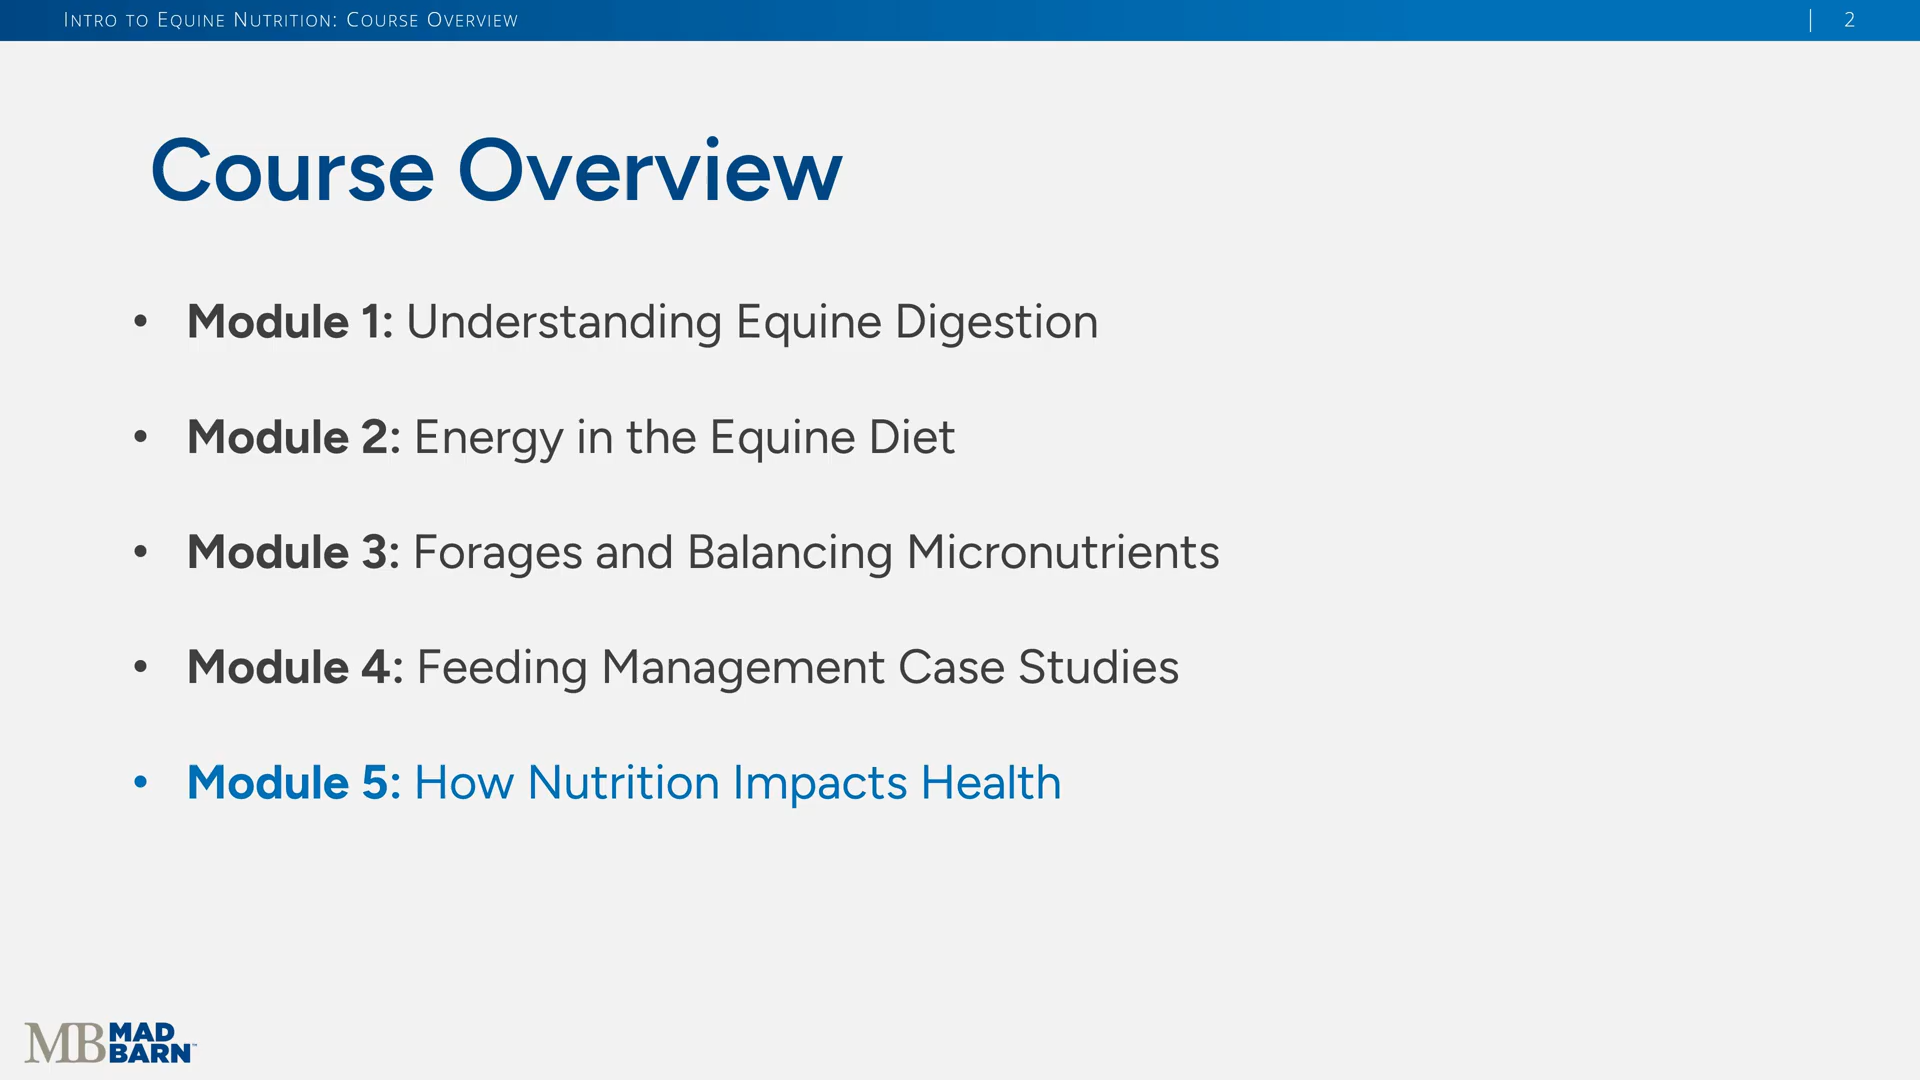 INTRO TO EQUINE NUTRITION: COURSE OVERVIEW | 2
Course Overview
• Module 1: Understanding Equine Digestion
• Module 2: Energy in the Equine Diet
• Module 3: Forages and Balancing Micronutrients
• Module 4: Feeding Management Case Studies
• Module 5: How Nutrition Impacts Health
MB MAD
BARN™